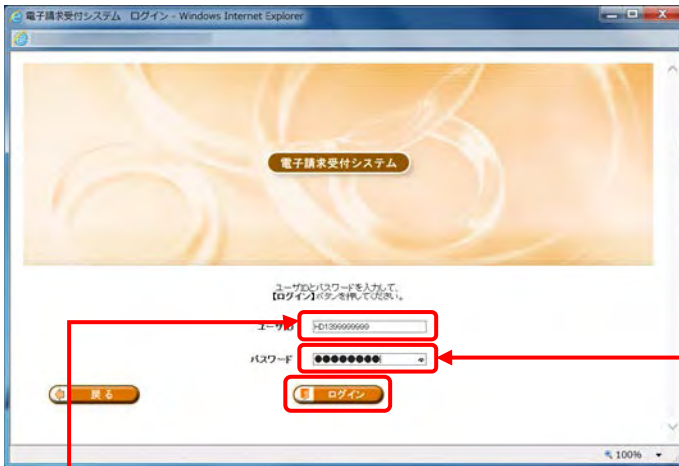 電子請求受付システム ログイン - Windows Internet Explorer
電子請求受付システム
ユーザIDとパスワードを入力して、
【ログイン】ボタンを押してください。
ユーザID
HD1399999999
パスワード
●●●●●●●●
戻る
ログイン
100%